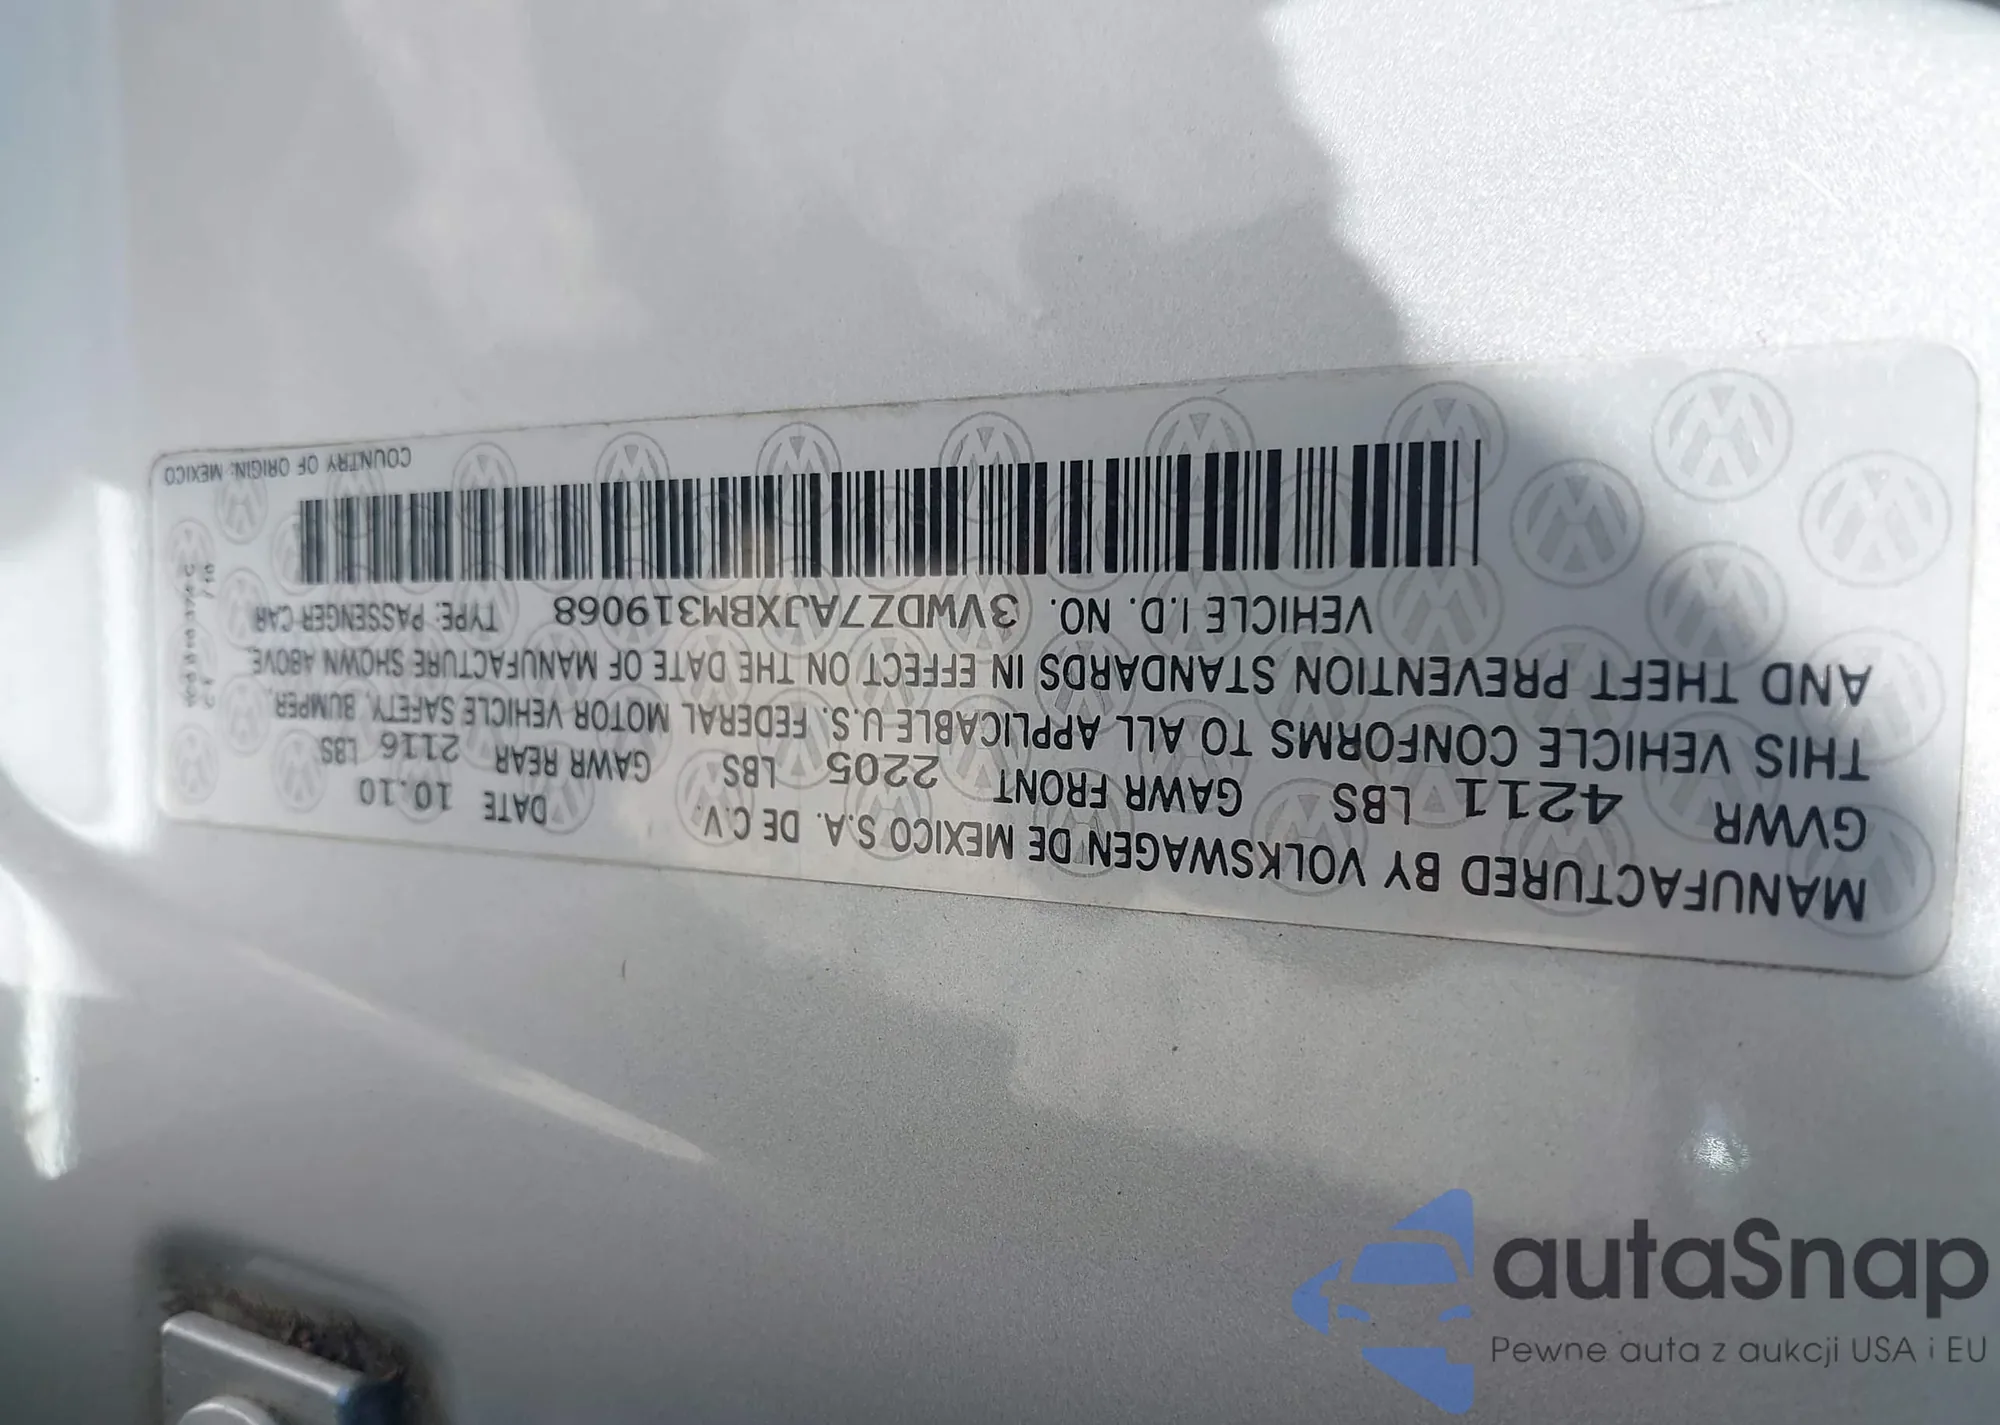 MANUFACTURED BY VOLKSWAGEN DE MEXICO S.A. DE C.V. DATE 10.10
GVWR 4211 LBS GAWR FRONT 2205 LBS GAWR REAR 2116 LBS
THIS VEHICLE CONFORMS TO ALL APPLICABLE U.S. FEDERAL MOTOR VEHICLE SAFETY, BUMPER,
AND THEFT PREVENTION STANDARDS IN EFFECT ON THE DATE OF MANUFACTURE SHOWN ABOVE
VEHICLE I.D. NO. 3VWDZ7AJXBM319068 TYPE: PASSENGER CAR
COUNTRY OF ORIGIN: MEXICO
autaSnap
Pewne auta z aukcji USA i EU